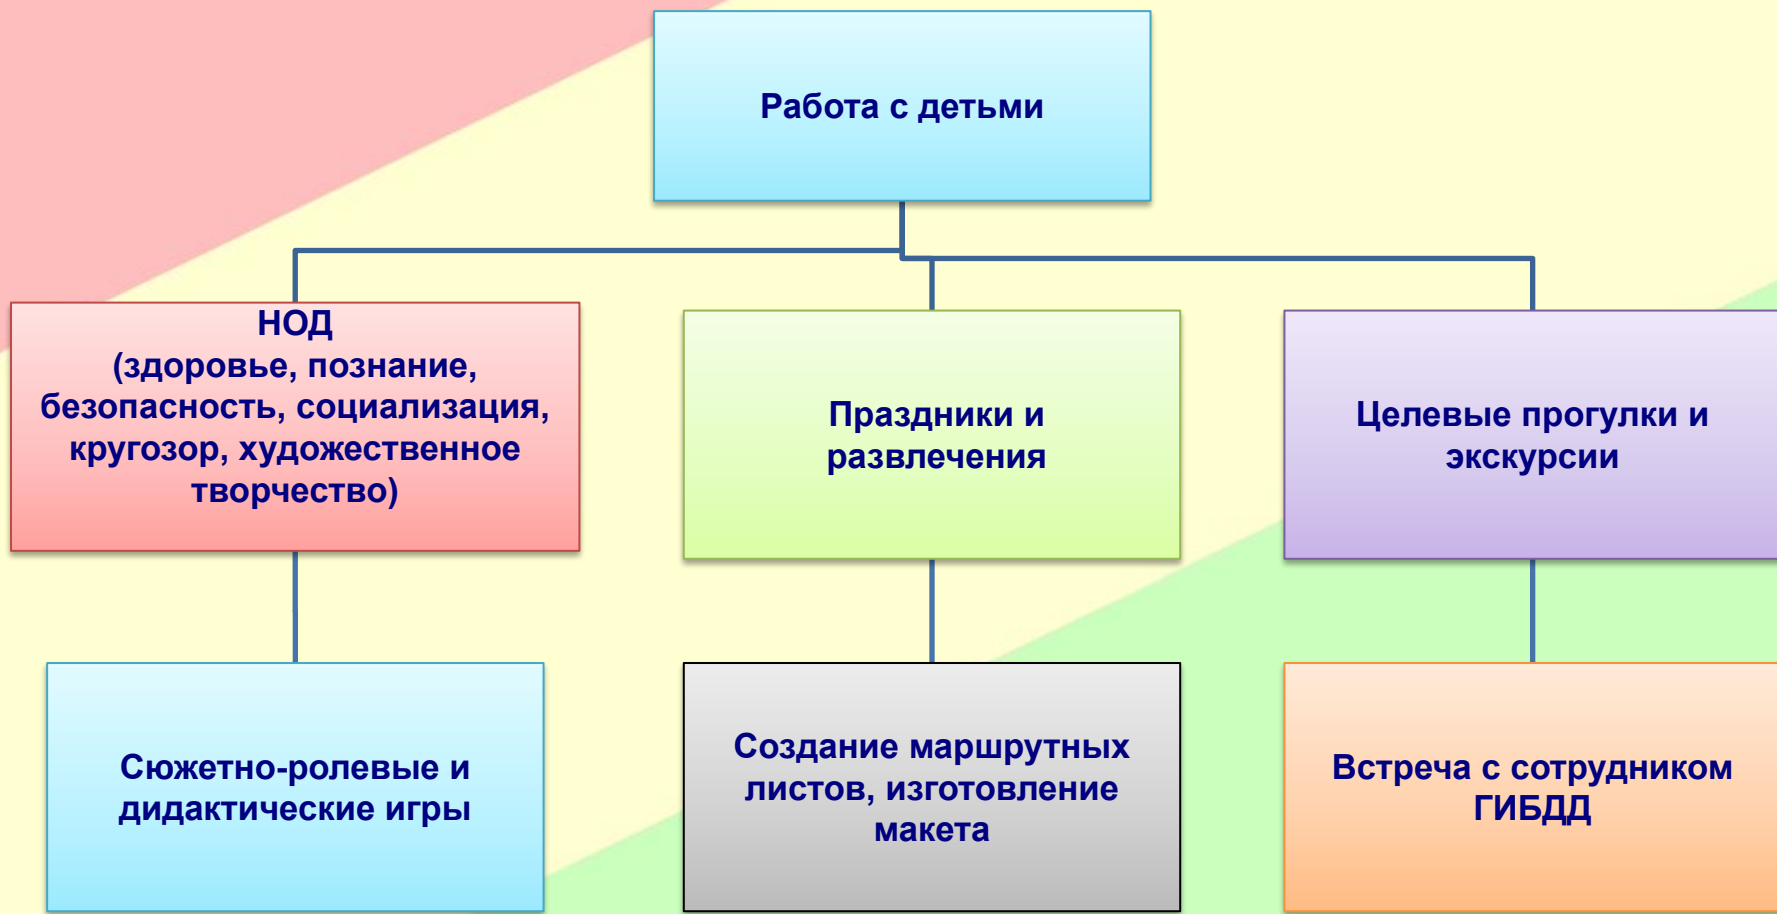 Работа с детьми
НОД
(здоровье, познание,
безопасность, социализация,
кругозор, художественное
творчество)
Праздники и
развлечения
Целевые прогулки и
экскурсии
Сюжетно-ролевые и
дидактические игры
Создание маршрутных
листов, изготовление
макета
Встреча с сотрудником
ГИБДД